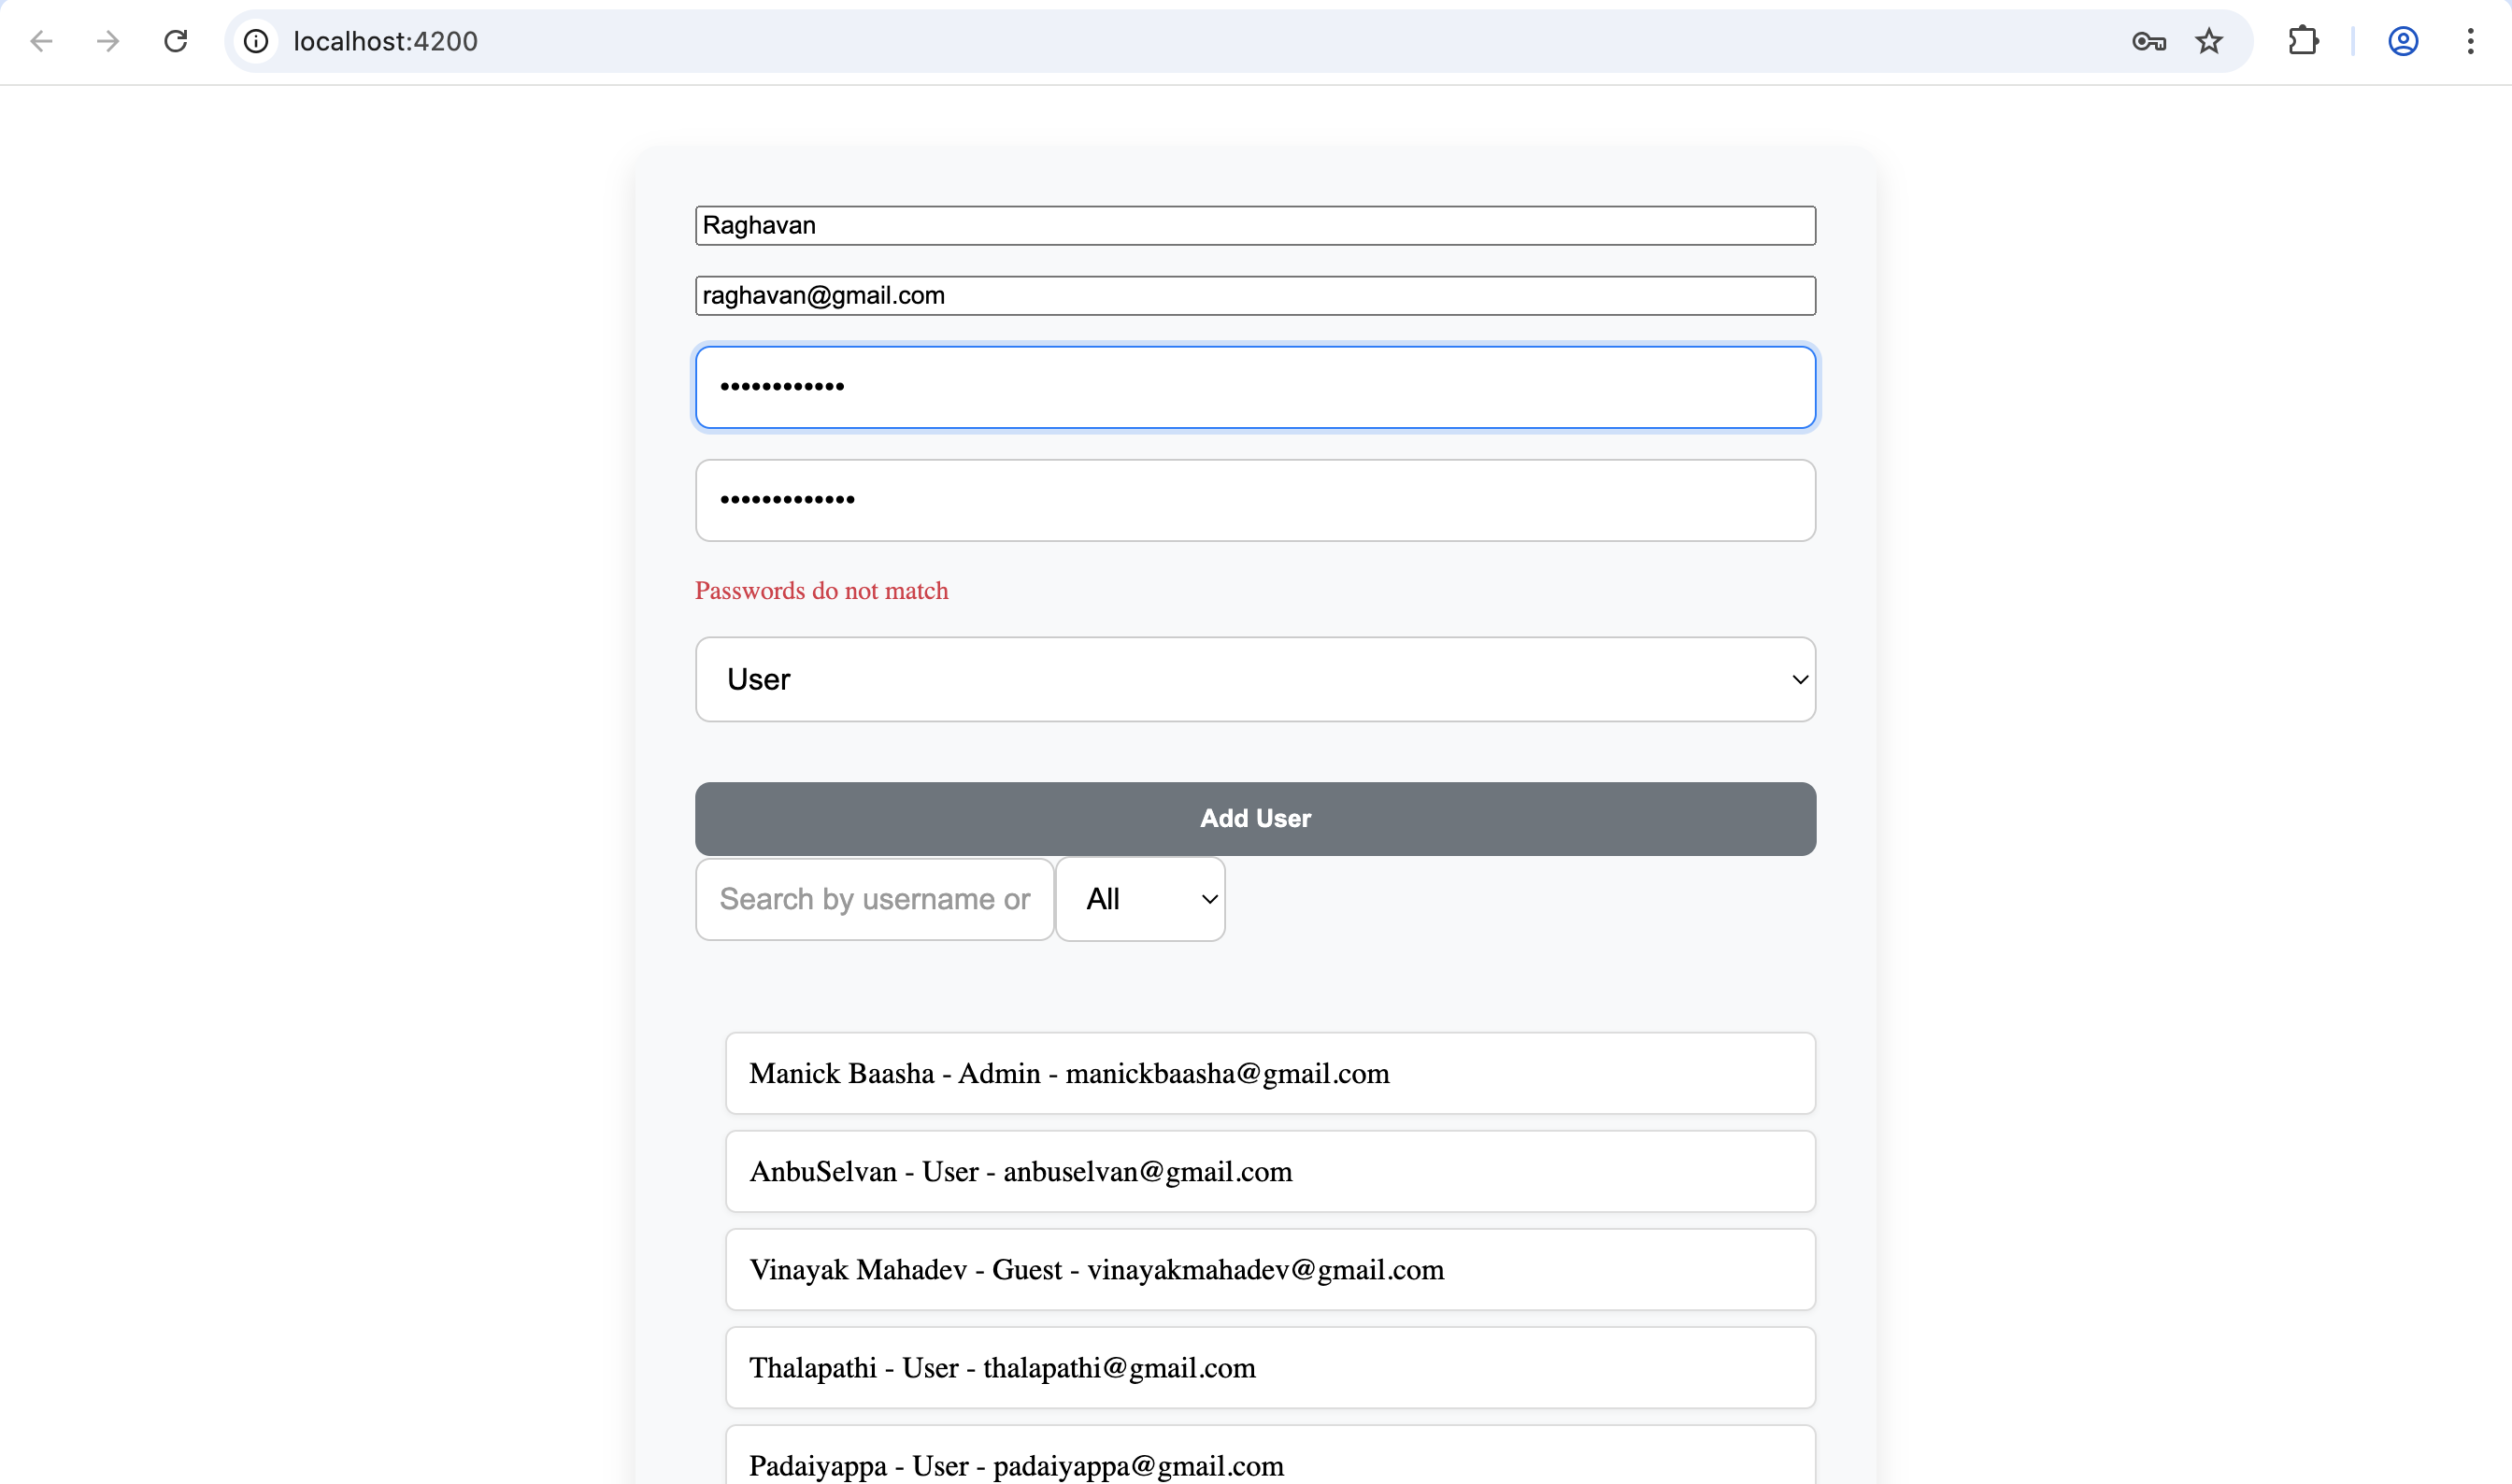 localhost:4200
Raghavan
raghavan@gmail.com
••••••••••••
•••••••••••••
Passwords do not match
User
Add User
Search by username or
All
Manick Baasha - Admin - manickbaasha@gmail.com
AnbuSelvan - User - anbuselvan@gmail.com
Vinayak Mahadev - Guest - vinayakmahadev@gmail.com
Thalapathi - User - thalapathi@gmail.com
Padaiyappa - User - padaiyappa@gmail.com